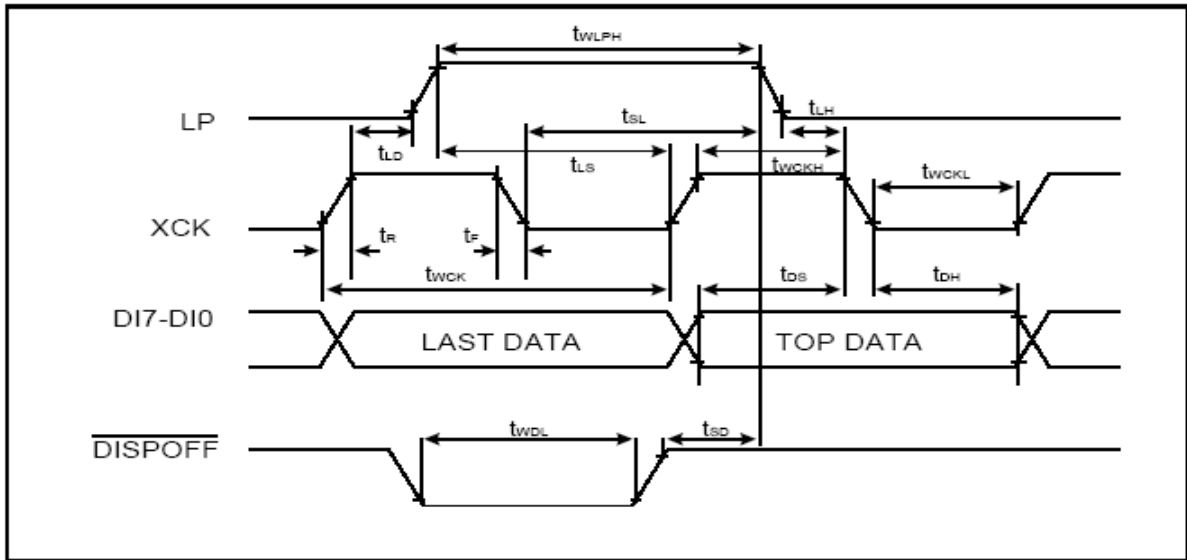 tWLPH
LP
tLH
tSL
tLD
tLS
tWCKH
tWCKL
XCK
tR
tF
tWCK
tDS
tDH
DI7-DI0
LAST DATA
TOP DATA
tWDL
tSD
DISPOFF